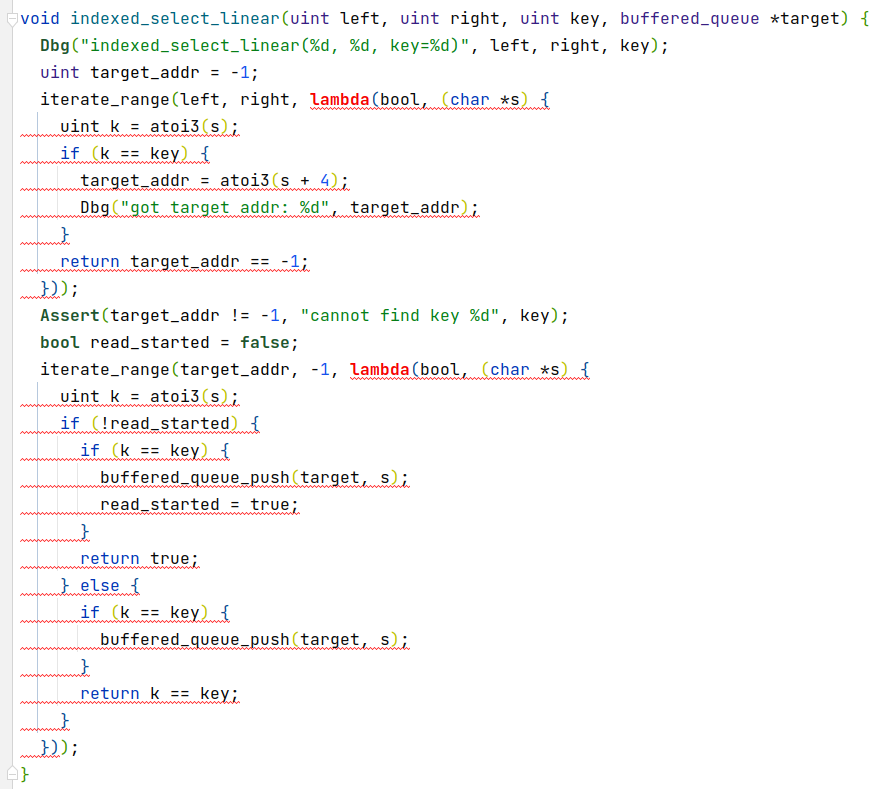 void indexed_select_linear(uint left, uint right, uint key, buffered_queue *target) {
  Dbg("indexed_select_linear(%d, %d, key=%d)", left, right, key);
  uint target_addr = -1;
  iterate_range(left, right, lambda(bool, (char *s) {
    uint k = atoi3(s);
    if (k == key) {
      target_addr = atoi3(s + 4);
      Dbg("got target addr: %d", target_addr);
    }
    return target_addr == -1;
  }));
  Assert(target_addr != -1, "cannot find key %d", key);
  bool read_started = false;
  iterate_range(target_addr, -1, lambda(bool, (char *s) {
    uint k = atoi3(s);
    if (!read_started) {
      if (k == key) {
        buffered_queue_push(target, s);
        read_started = true;
      }
      return true;
    } else {
      if (k == key) {
        buffered_queue_push(target, s);
      }
      return k == key;
    }
  }));
}